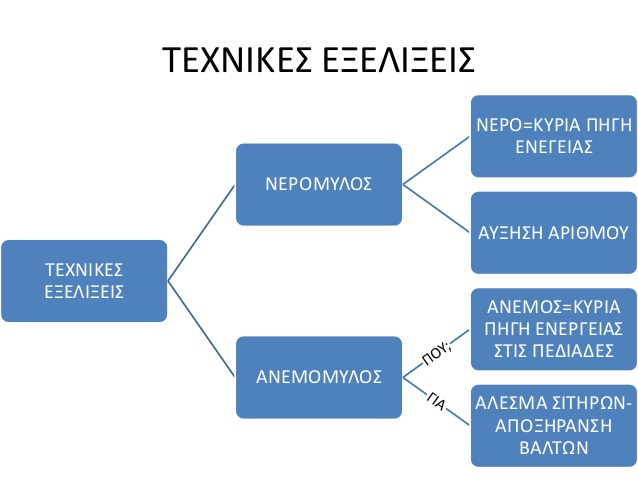 ΤΕΧΝΙΚΕΣ ΕΞΕΛΙΞΕΙΣ
ΤΕΧΝΙΚΕΣ
ΕΞΕΛΙΞΕΙΣ
ΝΕΡΟΜΥΛΟΣ
ΝΕΡΟ=ΚΥΡΙΑ ΠΗΓΗ
ΕΝΕΓΕΙΑΣ
ΑΥΞΗΣΗ ΑΡΙΘΜΟΥ
ΑΝΕΜΟΜΥΛΟΣ
ΠΟΥ;
ΑΝΕΜΟΣ=ΚΥΡΙΑ
ΠΗΓΗ ΕΝΕΡΓΕΙΑΣ
ΣΤΙΣ ΠΕΔΙΑΔΕΣ
ΓΙΑ
ΑΛΕΣΜΑ ΣΙΤΗΡΩΝ-
ΑΠΟΞΗΡΑΝΣΗ
ΒΑΛΤΩΝ